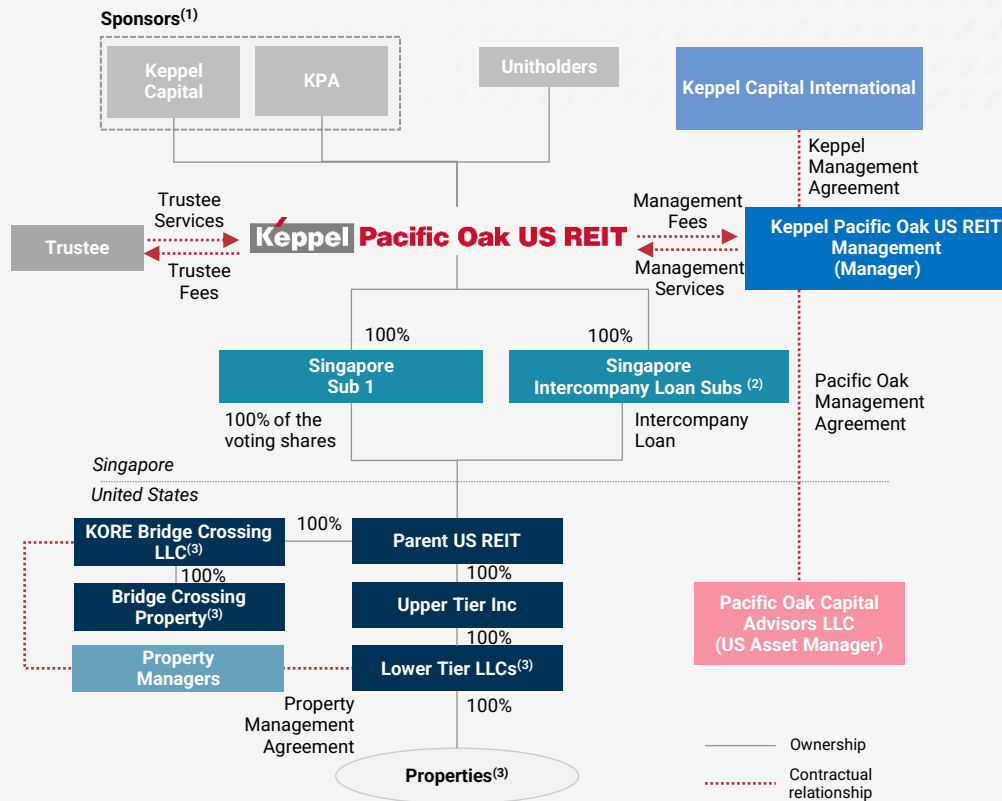 Sponsors(1)
Keppel
Capital
KPA
Unitholders
Keppel Capital International
Keppel
Management
Agreement
Trustee
Trustee
Services
Trustee
Fees
Keppel Pacific Oak US REIT
Management
Fees
Management
Services
Keppel Pacific Oak US REIT
Management
(Manager)
100%
100%
Singapore
Sub 1
Singapore
Intercompany Loan Subs (2)
Pacific Oak
Management
Agreement
100% of the
voting shares
Intercompany
Loan
Singapore
United States
KORE Bridge Crossing
LLC(3)
100%
Parent US REIT
100%
100%
Bridge Crossing
Property(3)
Upper Tier Inc
100%
Property
Managers
Lower Tier LLCs(3)
Pacific Oak Capital
Advisors LLC
(US Asset Manager)
Property
Management
Agreement
100%
Properties(3)
Ownership
Contractual
relationship